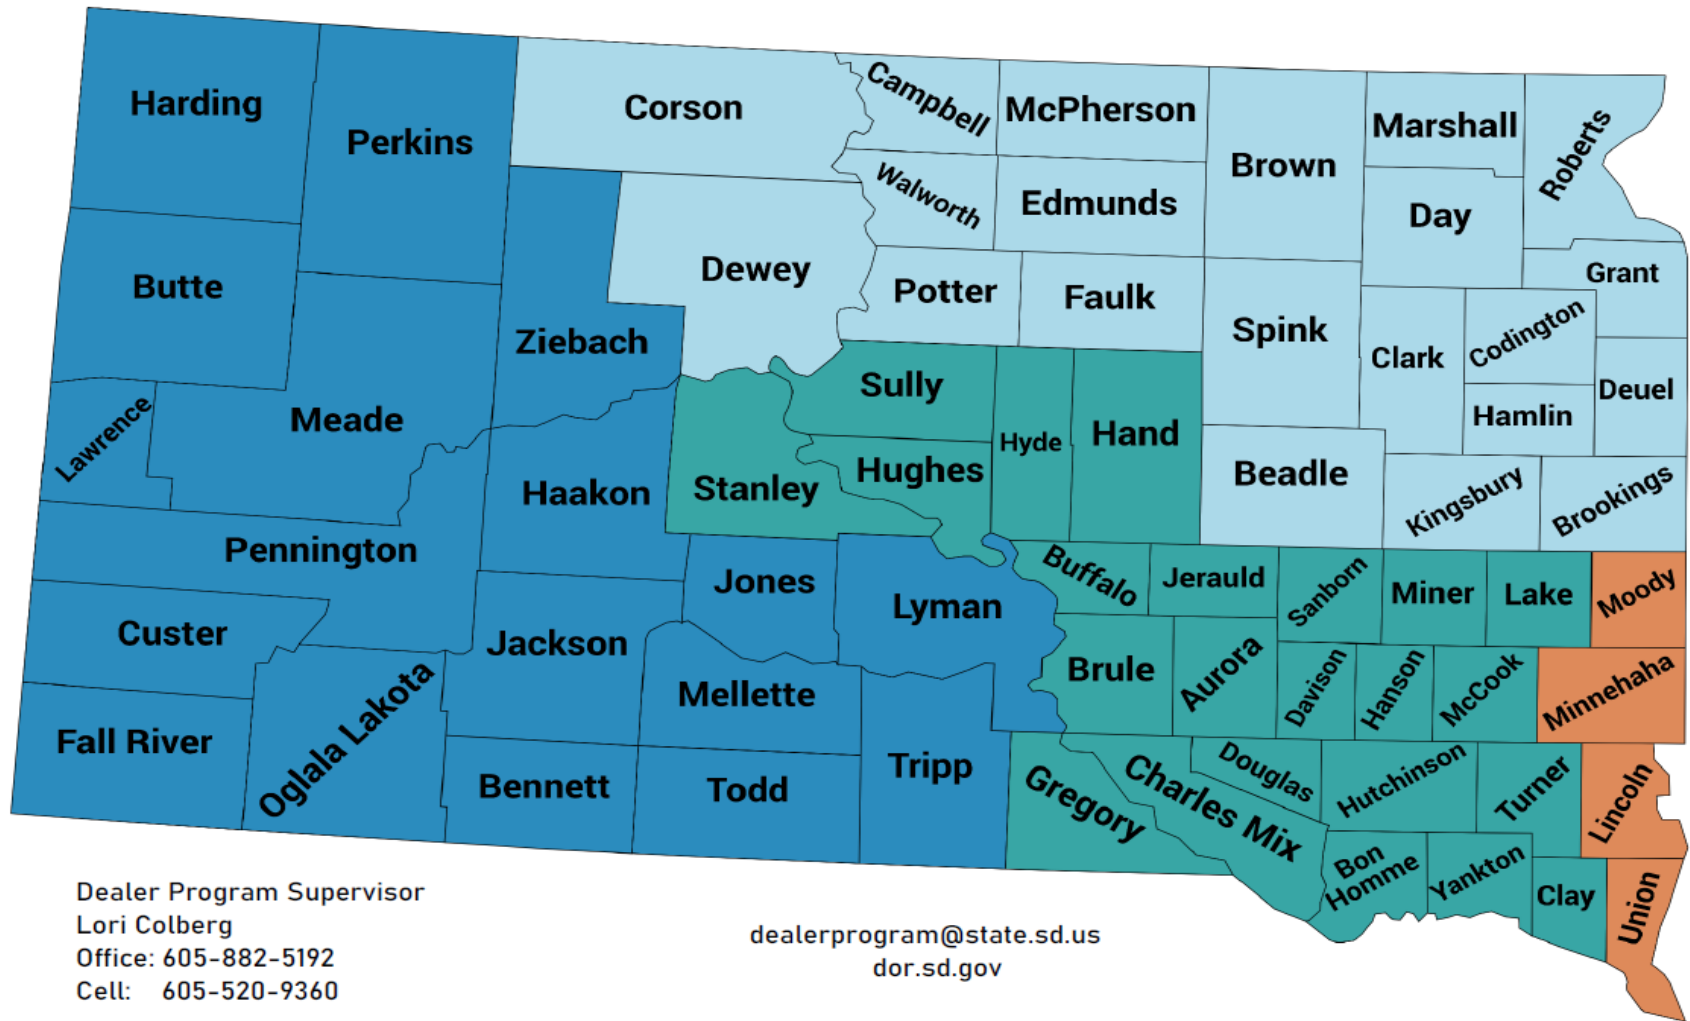 Harding
Perkins
Corson
Campbell
McPherson
Brown
Marshall
Roberts
Walworth
Edmunds
Day
Butte
Dewey
Potter
Faulk
Grant
Ziebach
Spink
Clark
Codington
Lawrence
Meade
Sully
Hyde
Hand
Hamlin
Deuel
Haakon
Stanley
Hughes
Beadle
Kingsbury
Brookings
Pennington
Jones
Lyman
Buffalo
Jerauld
Sanborn
Miner
Lake
Moody
Custer
Jackson
Mellette
Brule
Aurora
Davison
Hanson
McCook
Minnehaha
Fall River
Oglala Lakota
Bennett
Todd
Tripp
Gregory
Charles Mix
Douglas
Hutchinson
Turner
Lincoln
Bon
Homme
Yankton
Clay
Union
Dealer Program Supervisor
Lori Colberg
Office: 605-882-5192
Cell: 605-520-9360
dealerprogram@state.sd.us
dor.sd.gov